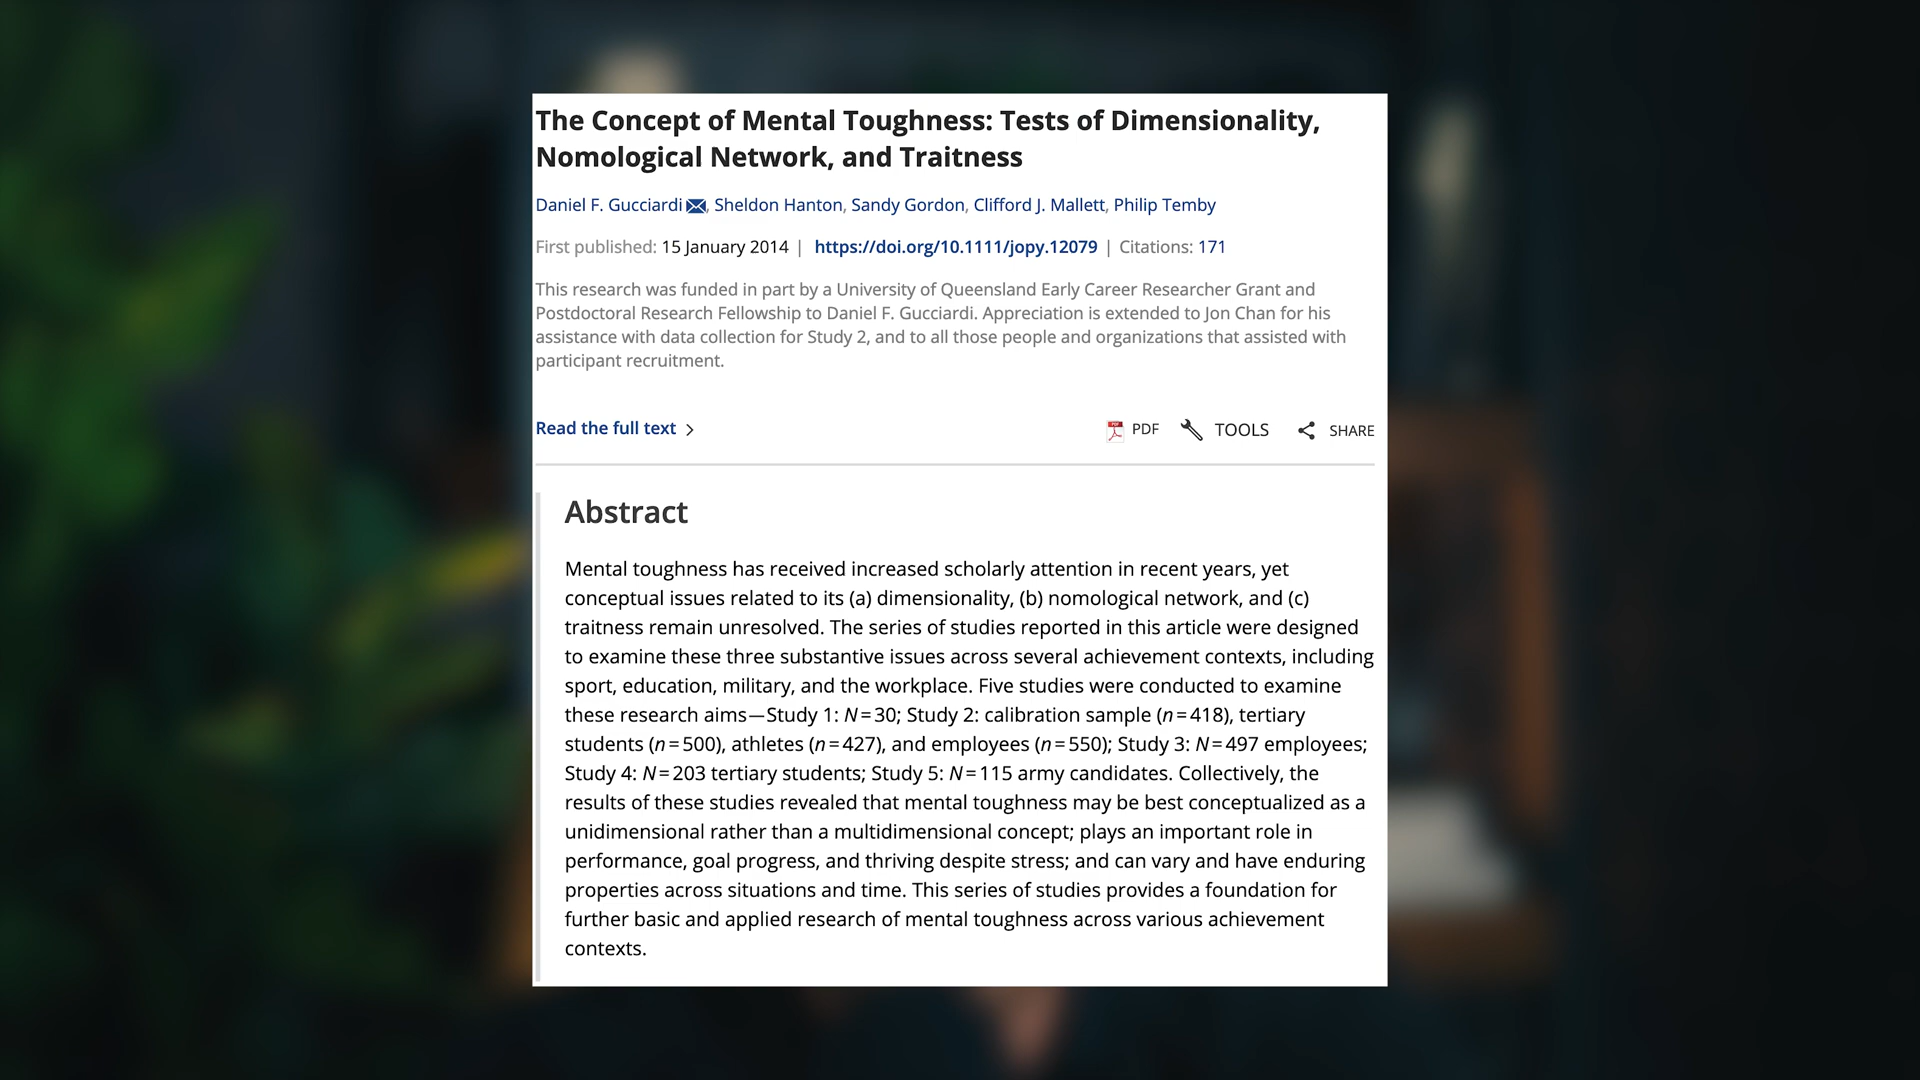 The Concept of Mental Toughness: Tests of Dimensionality,
Nomological Network, and Traitness
Daniel F. Gucciardi, Sheldon Hanton, Sandy Gordon, Clifford J. Mallett, Philip Temby
First published: 15 January 2014 | https://doi.org/10.1111/jopy.12079 | Citations: 171
This research was funded in part by a University of Queensland Early Career Researcher Grant and
Postdoctoral Research Fellowship to Daniel F. Gucciardi. Appreciation is extended to Jon Chan for his
assistance with data collection for Study 2, and to all those people and organizations that assisted with
participant recruitment.
Read the full text > PDF TOOLS SHARE
Abstract
Mental toughness has received increased scholarly attention in recent years, yet
conceptual issues related to its (a) dimensionality, (b) nomological network, and (c)
traitness remain unresolved. The series of studies reported in this article were designed
to examine these three substantive issues across several achievement contexts, including
sport, education, military, and the workplace. Five studies were conducted to examine
these research aims—Study 1: N = 30; Study 2: calibration sample (n = 418), tertiary
students (n = 500), athletes (n = 427), and employees (n = 550); Study 3: N = 497 employees;
Study 4: N = 203 tertiary students; Study 5: N = 115 army candidates. Collectively, the
results of these studies revealed that mental toughness may be best conceptualized as a
unidimensional rather than a multidimensional concept; plays an important role in
performance, goal progress, and thriving despite stress; and can vary and have enduring
properties across situations and time. This series of studies provides a foundation for
further basic and applied research of mental toughness across various achievement
contexts.